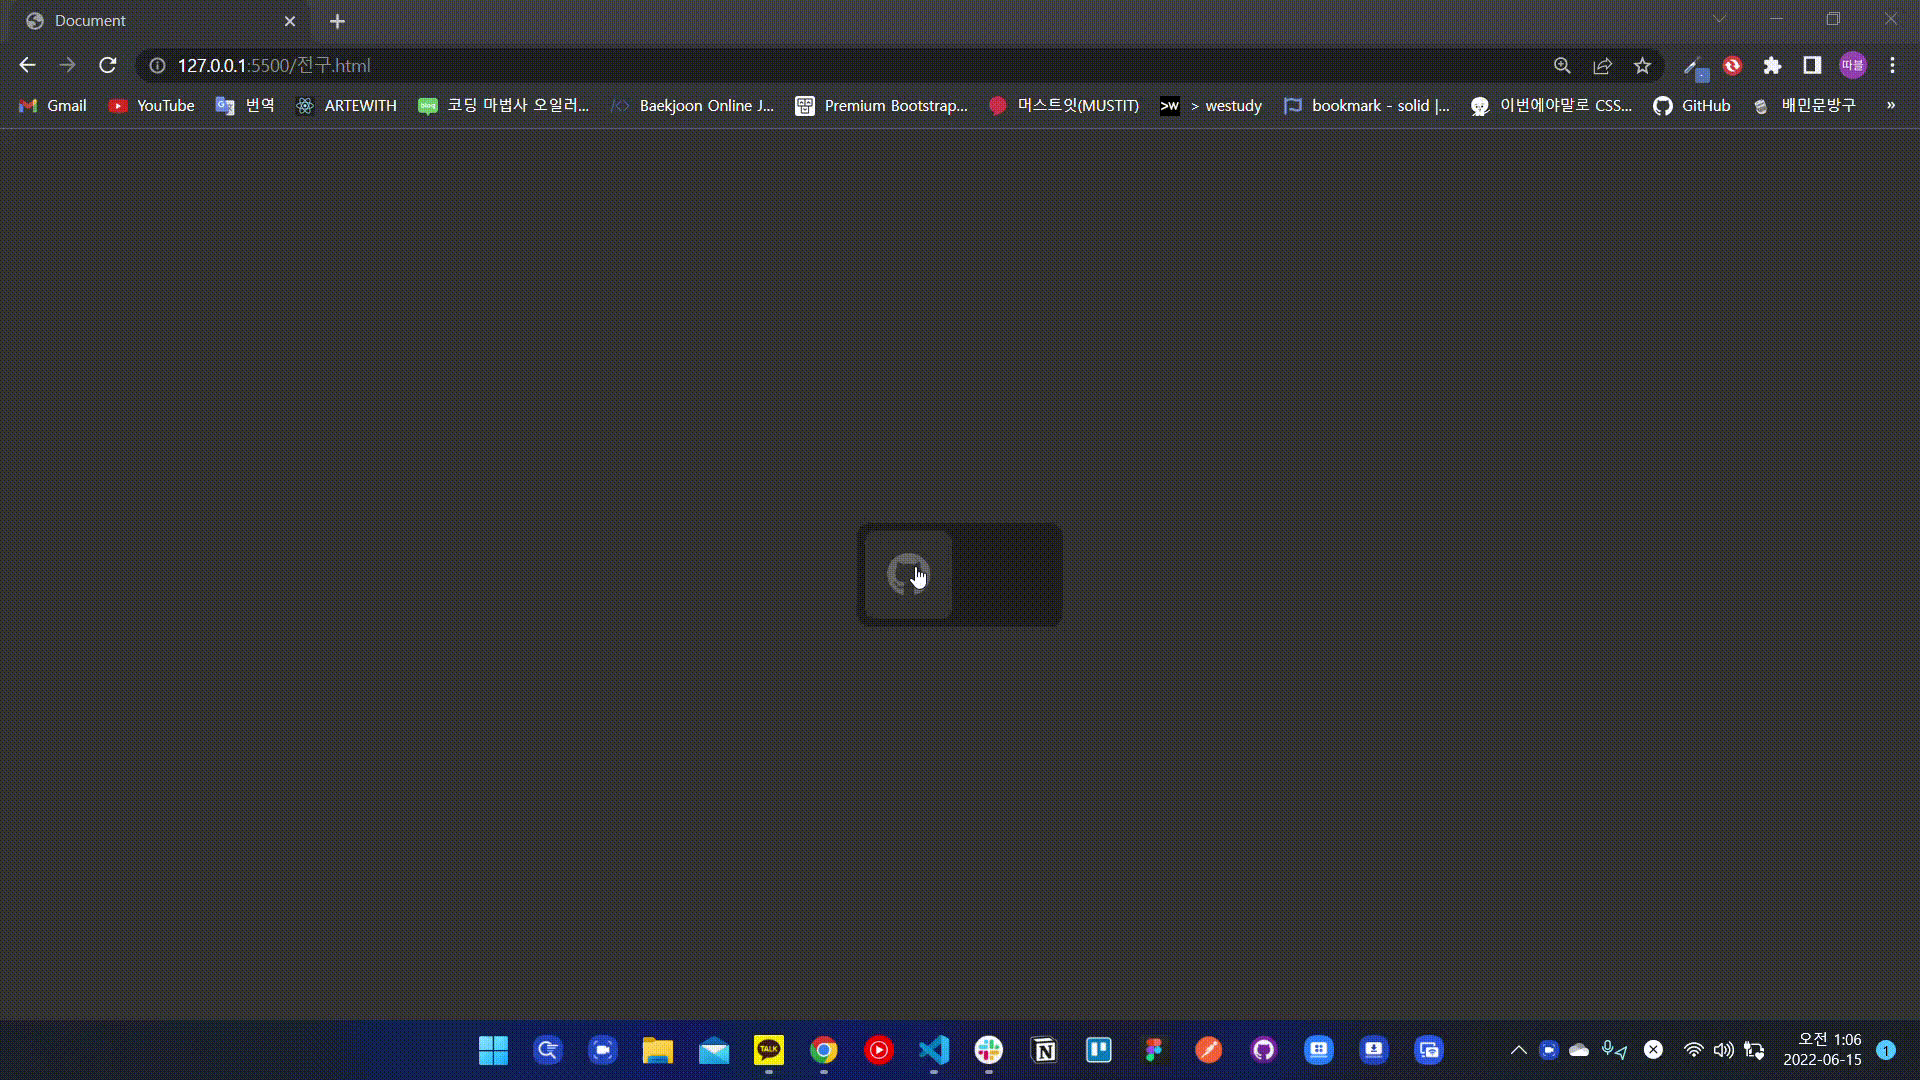 Document
127.0.0.1:5500/전구.html
따블
Gmail YouTube 번역 ARTEWITH 코딩 마법사 오일러... Baekjoon Online J... Premium Bootstrap... 머스트잇(MUSTIT) > westudy bookmark - solid |... 이번에야말로 CSS... GitHub 배민문방구 »
TALK
오전 1:06
2022-06-15
1